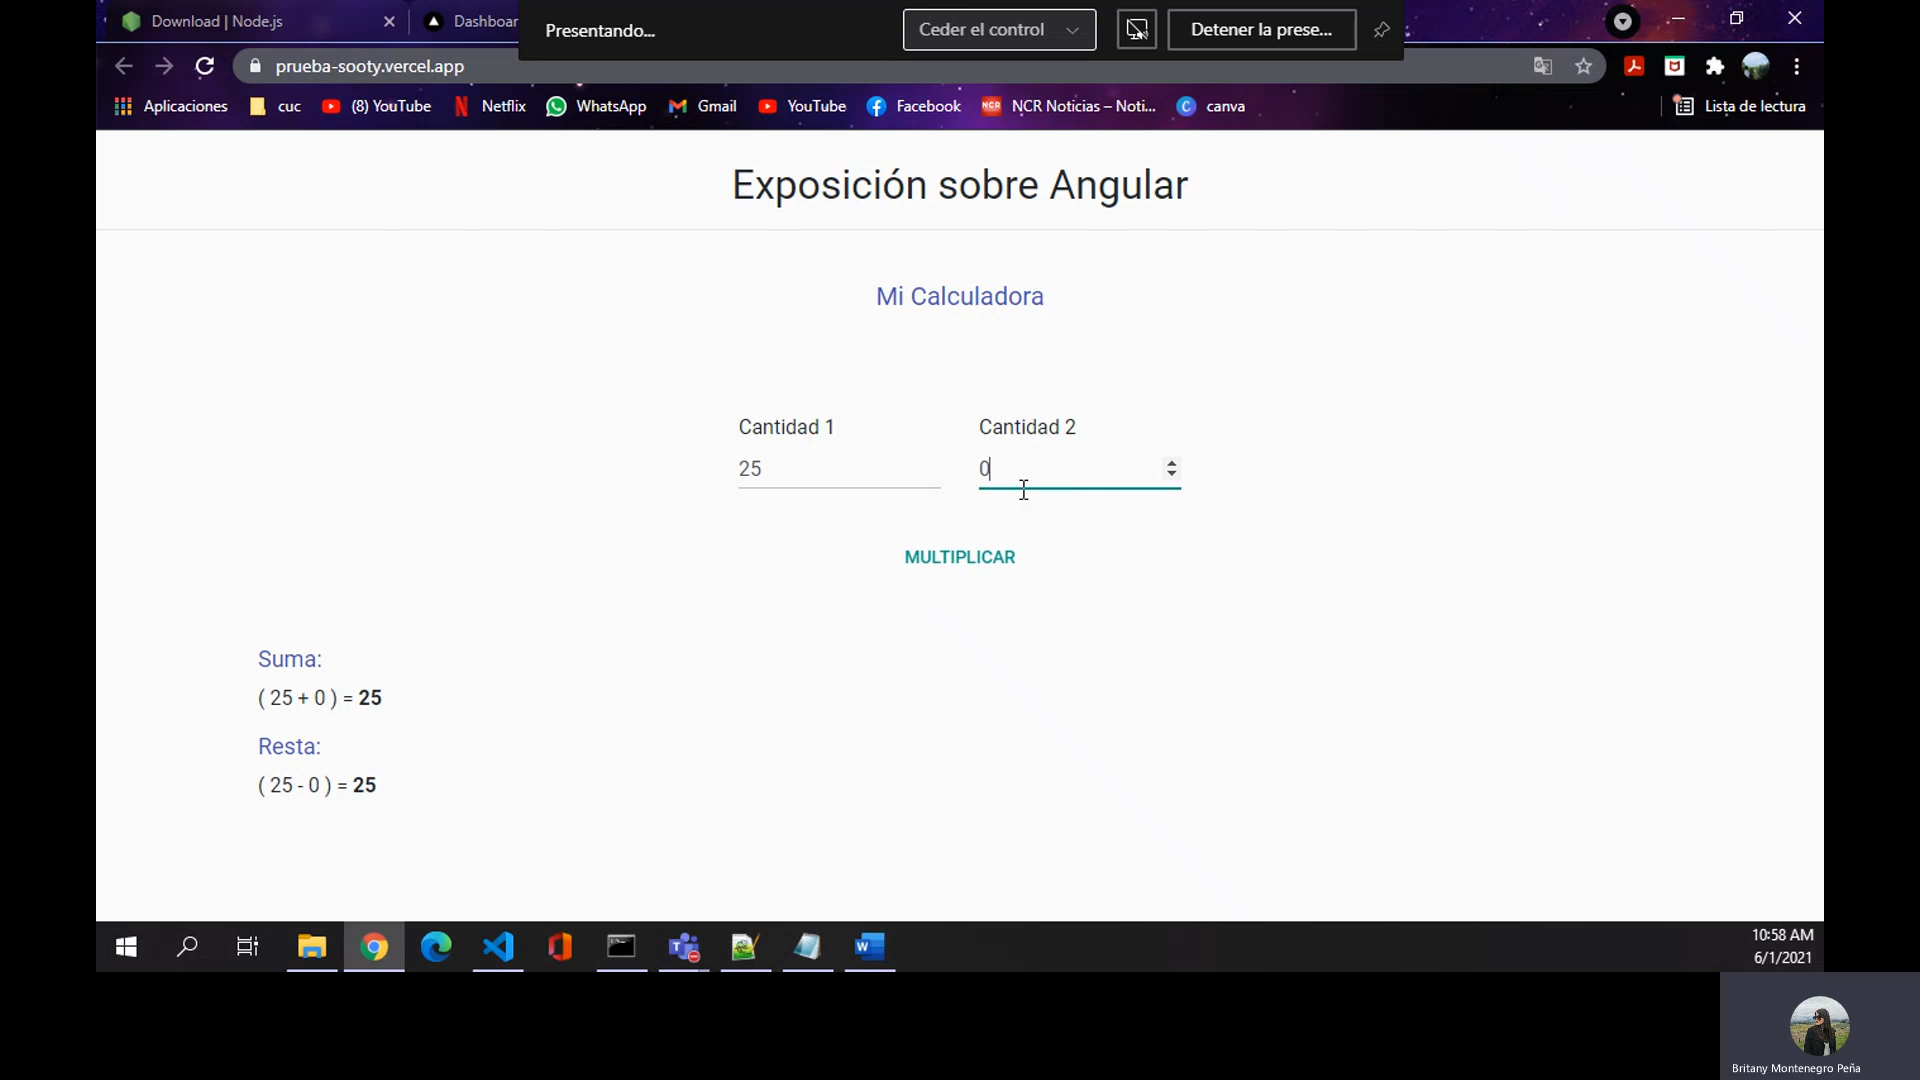 Download | Node.js
Dashboar
Presentando...
Ceder el control
Detener la prese...
prueba-sooty.vercel.app
Aplicaciones
cuc
(8) YouTube
Netflix
WhatsApp
Gmail
YouTube
Facebook
NCR Noticias – Noti...
canva
Lista de lectura
Exposición sobre Angular
Mi Calculadora
Cantidad 1
Cantidad 2
25
0
MULTIPLICAR
Suma:
( 25 + 0 ) = 25
Resta:
( 25 - 0 ) = 25
10:58 AM
6/1/2021
Britany Montenegro Peña